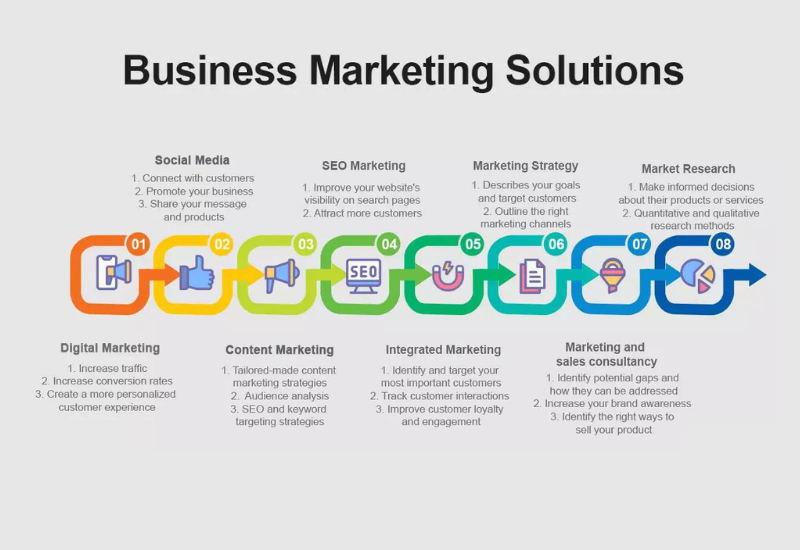 Business Marketing Solutions
Social Media
1. Connect with customers
2. Promote your business
3. Share your message
and products
SEO Marketing
1. Improve your website's
visibility on search pages
2. Attract more customers
Marketing Strategy
1. Describes your goals
and target customers
2. Outline the right
marketing channels
Market Research
1. Make informed decisions
about their products or services
2. Quantitative and qualitative
research methods
01
02
03
04
05
06
07
08
SEO
Digital Marketing
1. Increase traffic
2. Increase conversion rates
3. Create a more personalized
customer experience
Content Marketing
1. Tailored-made content
marketing strategies
2. Audience analysis
3. SEO and keyword
targeting strategies
Integrated Marketing
1. Identify and target your
most important customers
2. Track customer interactions
3. Improve customer loyalty
and engagement
Marketing and
sales consultancy
1. Identify potential gaps and
how they can be addressed
2. Increase your brand awareness
3. Identify the right ways to
sell your product